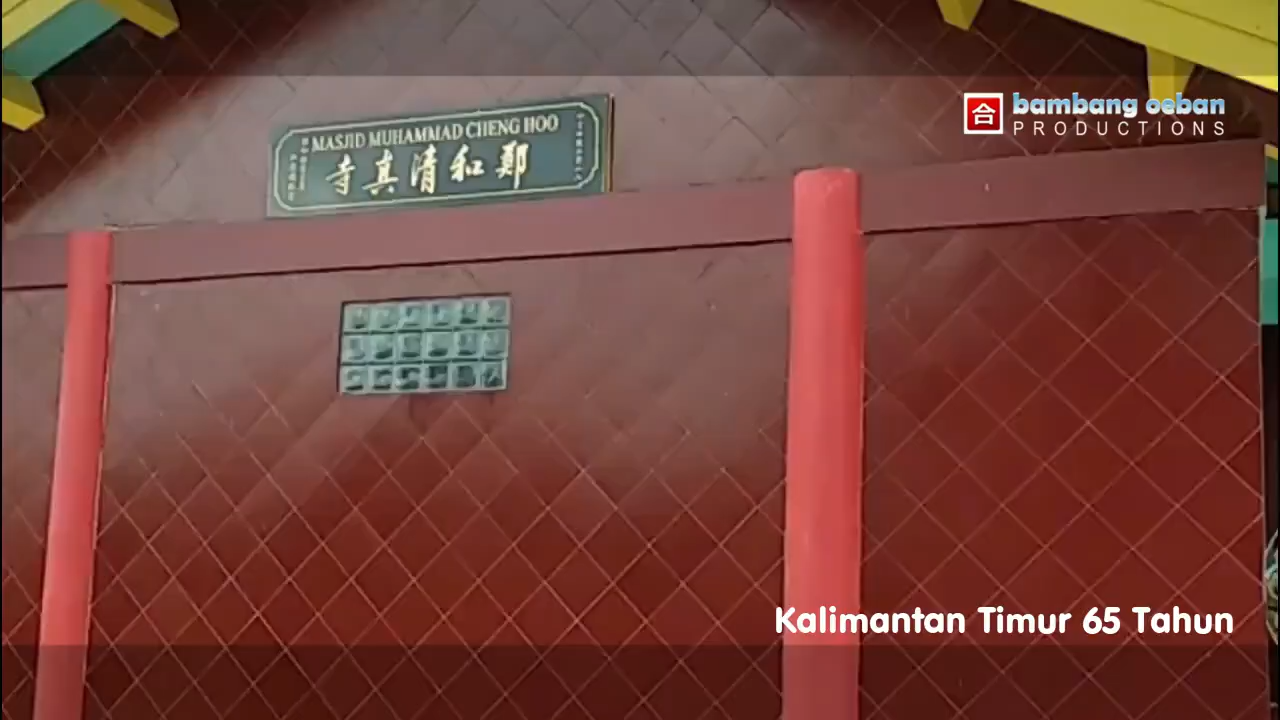 合 bambang oeban
PRODUCTIONS
MASJID MUHAMMAD CHENG HOO
寺真清和鄭
Kalimantan Timur 65 Tahun